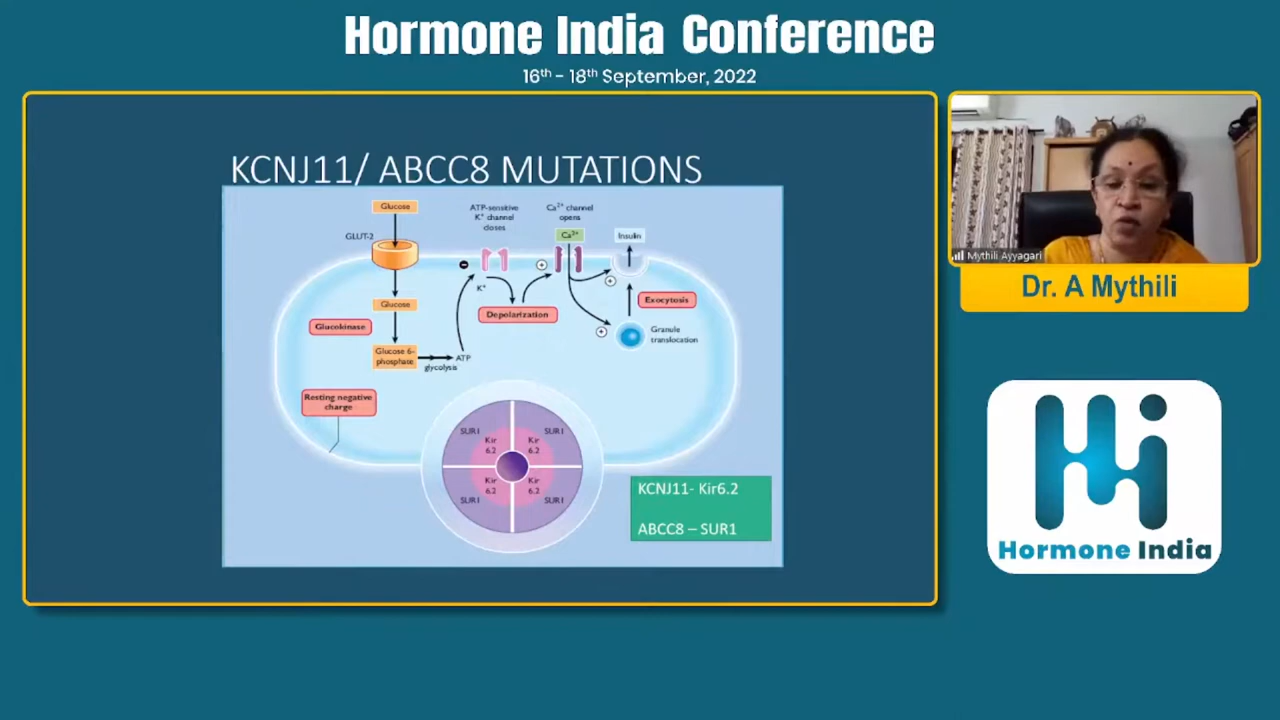 Hormone India Conference
16th - 18th September, 2022
KCNJ11/ ABCC8 MUTATIONS
Glucose
GLUT-2
ATP-sensitive
K+ channel
closes
Ca2+ channel
opens
Ca2+
Insulin
K+
Glucose
Glucokinase
Depolarization
Exocytosis
Granule
translocation
Glucose 6-
phosphate
ATP
glycolysis
Resting negative
charge
SUR1
SUR1
Kir
6.2
Kir
6.2
Kir
6.2
Kir
6.2
SUR1
SUR1
KCNJ11- Kir6.2
ABCC8 – SUR1
Mythili Ayyagari
Dr. A Mythili
Hi
Hormone India